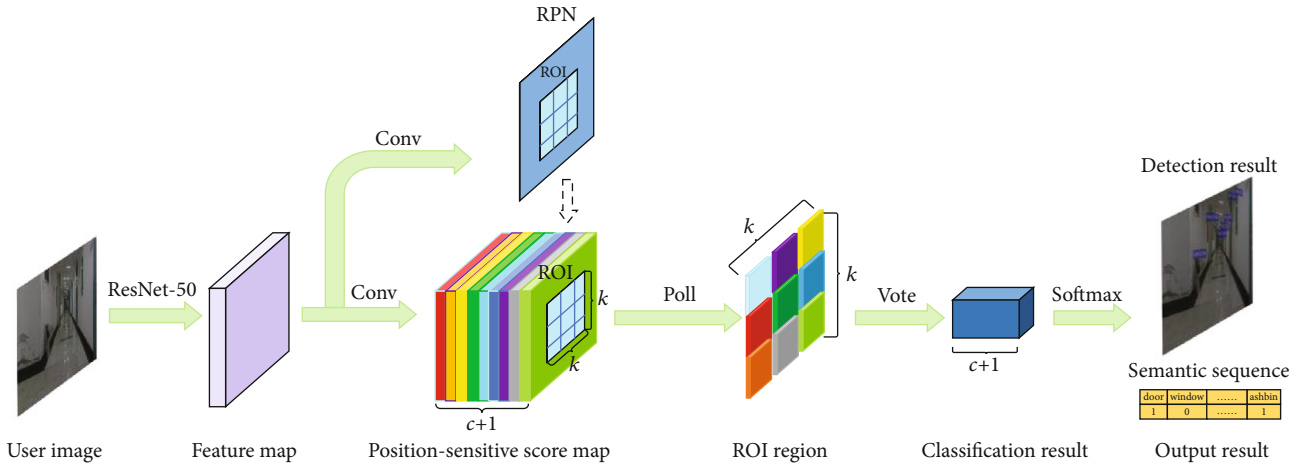 RPN
ROI
Conv
Detection result
ResNet-50
Conv
ROI
k
k
c+1
Poll
k
k
Vote
c+1
Softmax
Semantic sequence
door window ...... ashbin
1 0 ...... 1
User image
Feature map
Position-sensitive score map
ROI region
Classification result
Output result